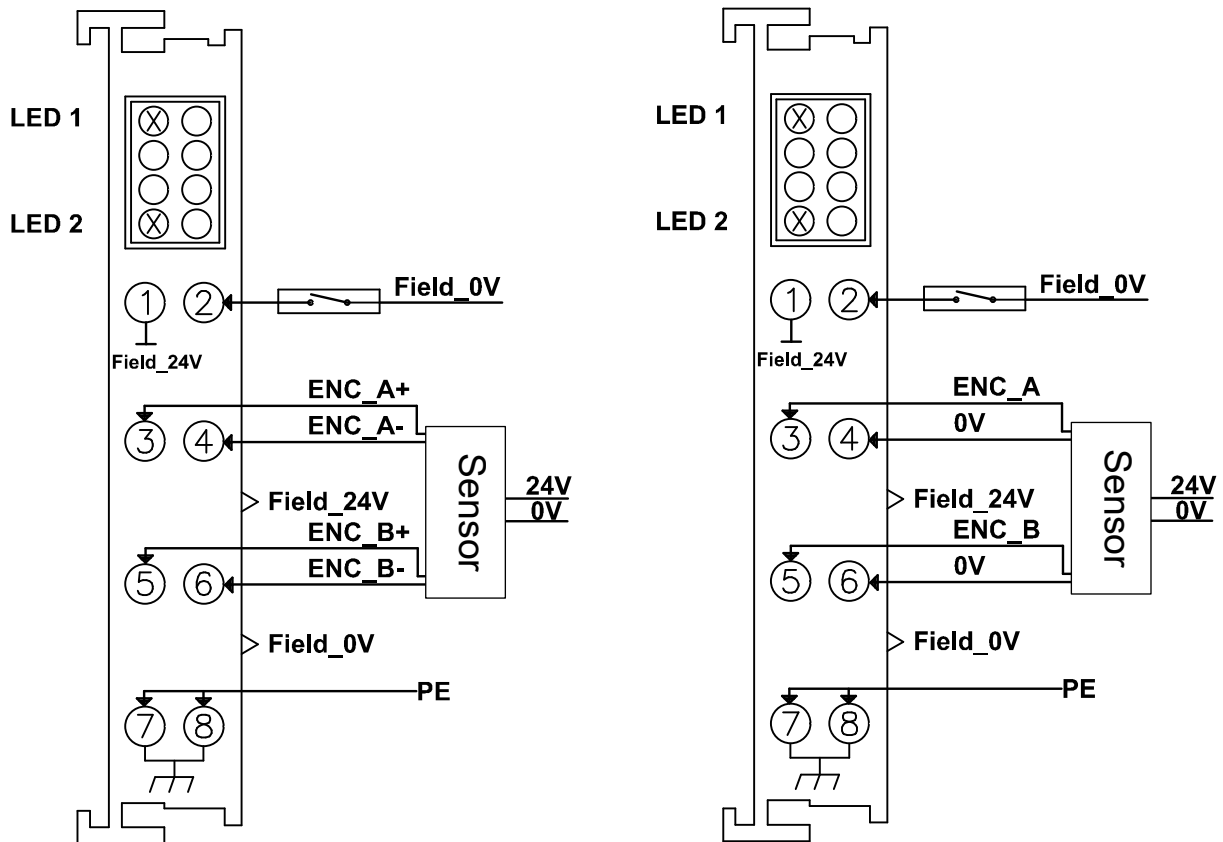 LED 1
LED 2
1
2
Field_0V
Field_24V
ENC_A+
3
4
ENC_A-
Field_24V
ENC_B+
5
6
ENC_B-
Sensor
24V
0V
Field_0V
PE
7
8
LED 1
LED 2
1
2
Field_0V
Field_24V
ENC_A
3
4
0V
Field_24V
ENC_B
5
6
0V
Sensor
24V
0V
Field_0V
PE
7
8